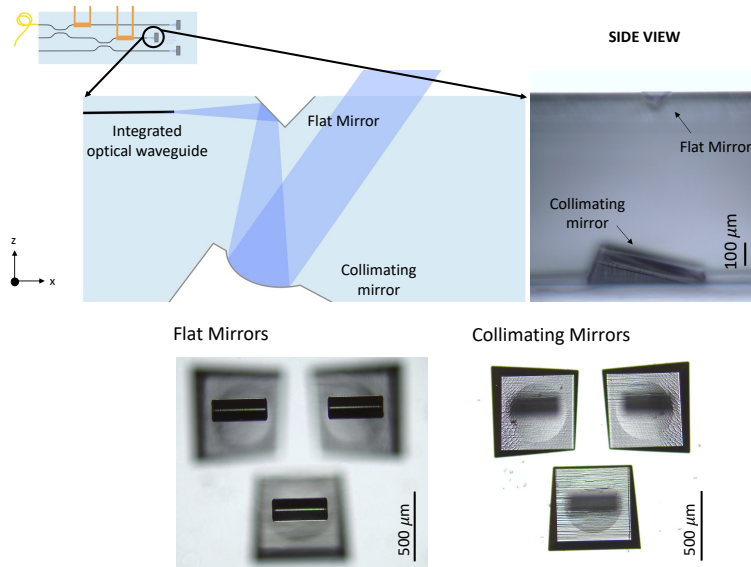 SIDE VIEW
Integrated
optical waveguide
Flat Mirror
Collimating
mirror
z
x
Flat Mirror
Collimating
mirror
100 µm
Flat Mirrors
Collimating Mirrors
500 µm
500 µm